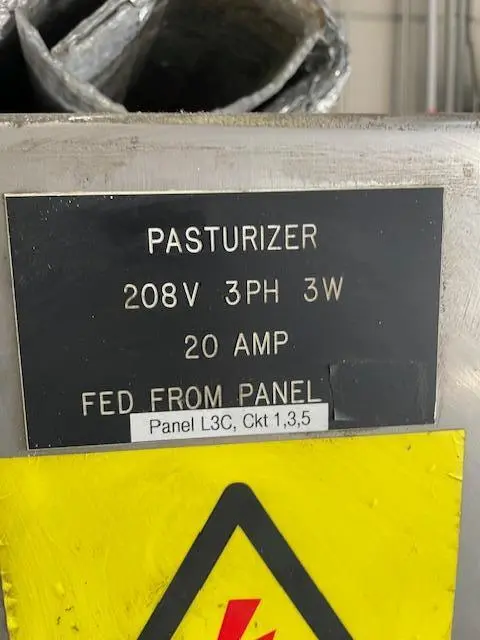 PASTURIZER
208V 3PH 3W
20 AMP
FED FROM PANEL
Panel L3C, Ckt 1,3,5